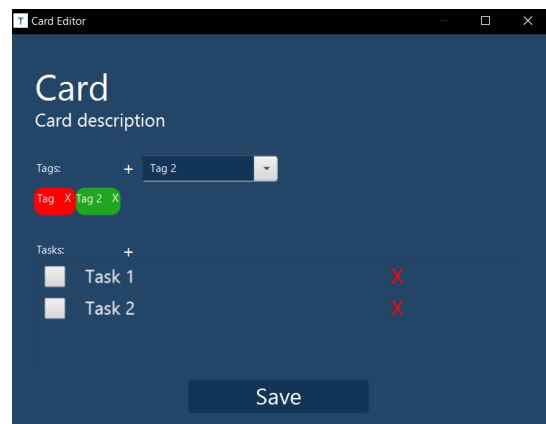 T Card Editor
Card
Card description
Tags: + Tag 2
Tag X Tag 2 X
Tasks: +
Task 1 X
Task 2 X
Save